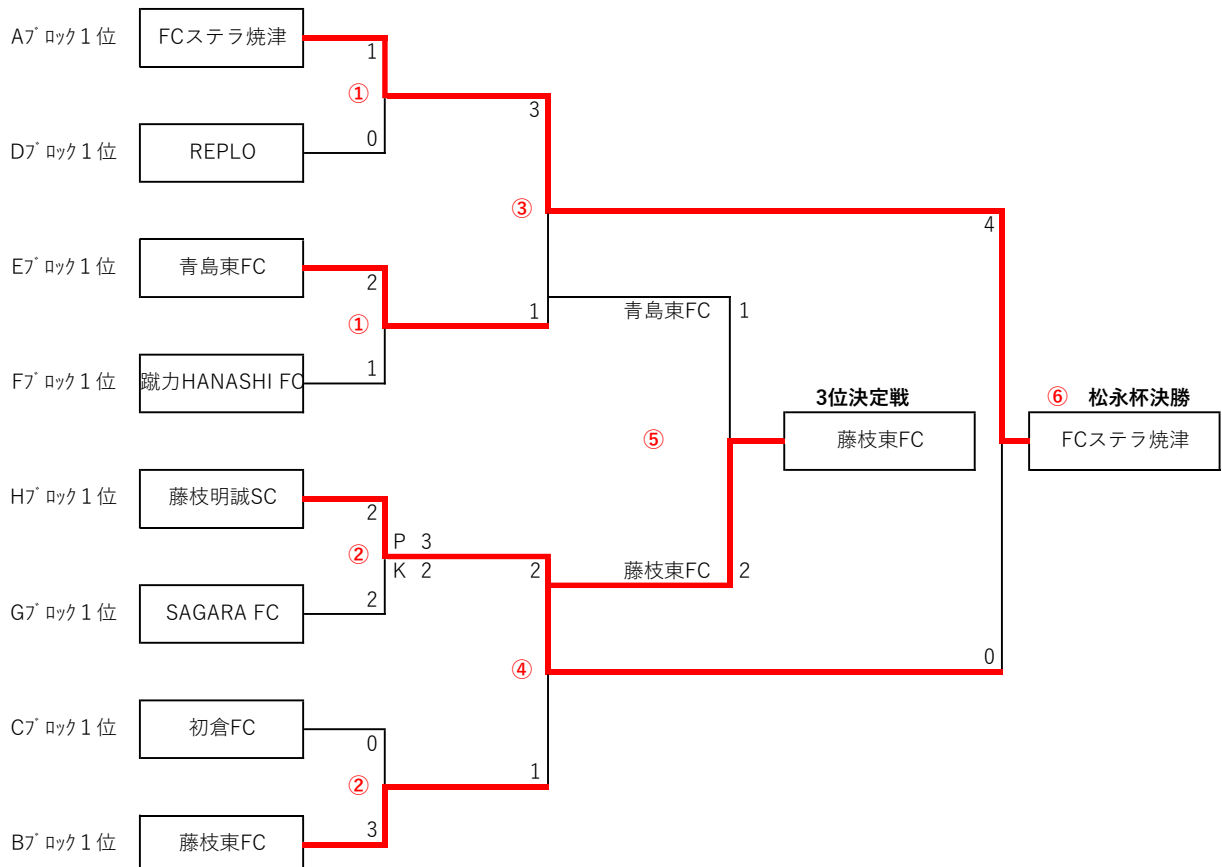 Aブロック１位
FCステラ焼津
1
①
3
0
Dブロック１位
REPLO
③
4
Eブロック１位
青島東FC
2
①
1
青島東FC
1
Fブロック１位
蹴力HANASHI FC
1
3位決定戦
⑥ 松永杯決勝
⑤
藤枝東FC
FCステラ焼津
Hブロック１位
藤枝明誠SC
2
P 3
②
K 2
2
藤枝東FC
2
Gブロック１位
SAGARA FC
2
④
0
Cブロック１位
初倉FC
0
②
1
3
Bブロック１位
藤枝東FC